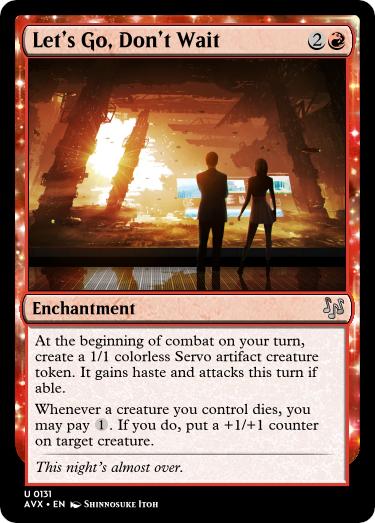 Let's Go, Don't Wait 2
Enchantment
At the beginning of combat on your turn,
create a 1/1 colorless Servo artifact creature
token. It gains haste and attacks this turn if
able.
Whenever a creature you control dies, you
may pay 1. If you do, put a +1/+1 counter
on target creature.
This night's almost over.
U 0131
AVX • EN Shinnosuke Itoh